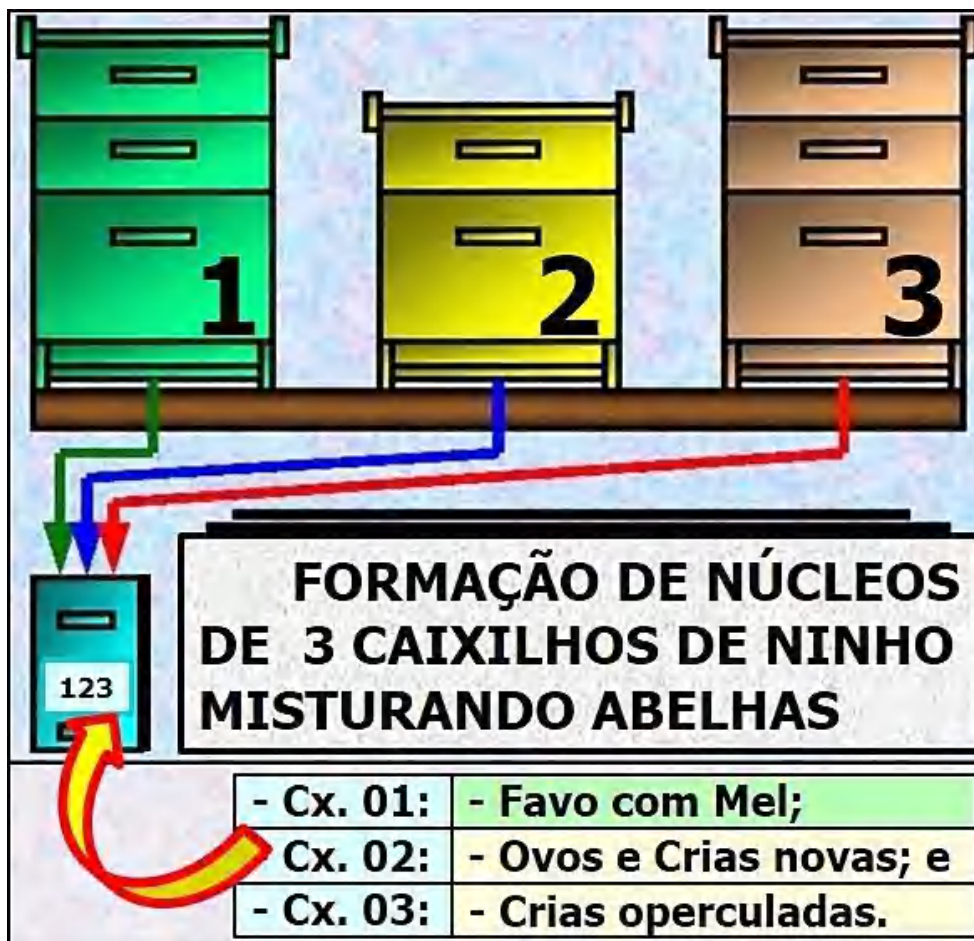 1
2
3
FORMAÇÃO DE NÚCLEOS
DE 3 CAIXILHOS DE NINHO
MISTURANDO ABELHAS
123
- Cx. 01: - Favo com Mel;
- Cx. 02: - Ovos e Crias novas; e
- Cx. 03: - Crias operculadas.